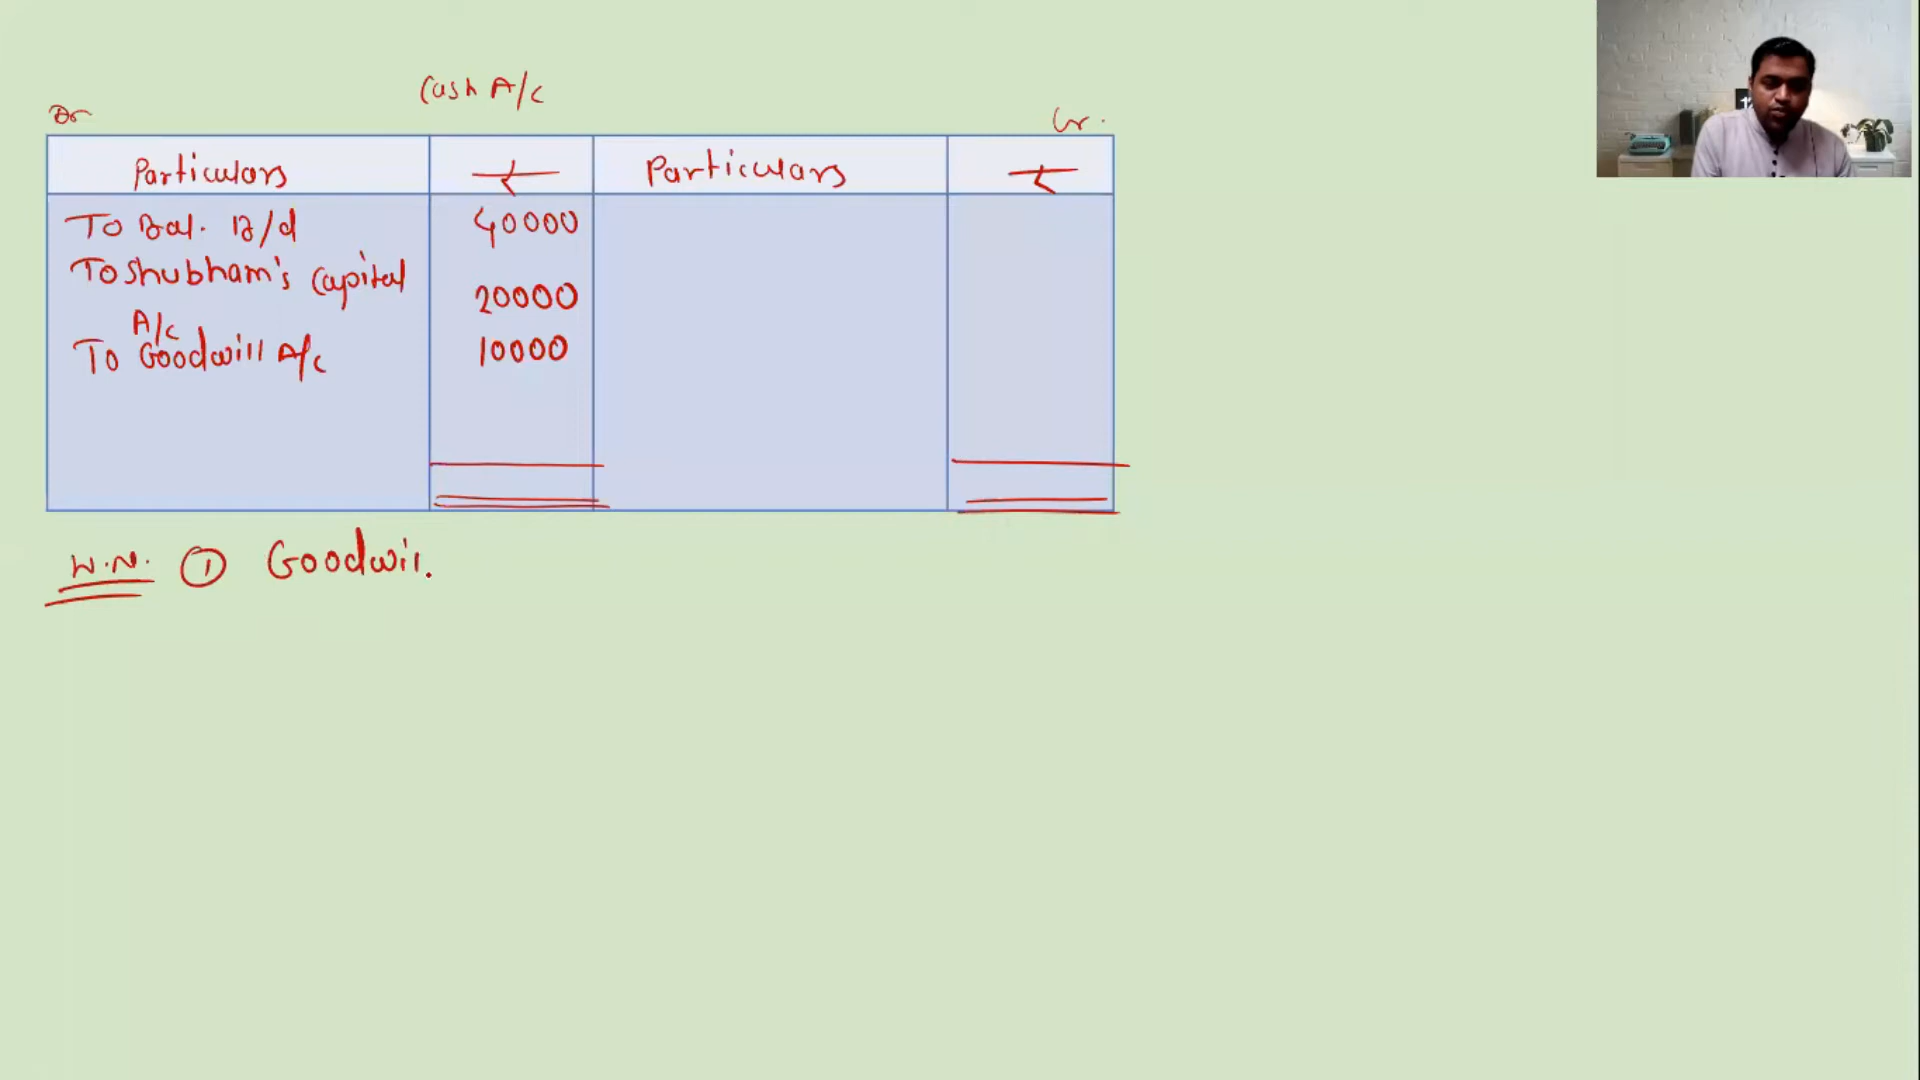 Cash A/c
Dr Cr.
Particulars ₹ Particulars ₹
To Bal. B/d 40000
To Shubham's Capital A/c 20000
To Goodwill A/c 10000
W.N. ① Goodwil